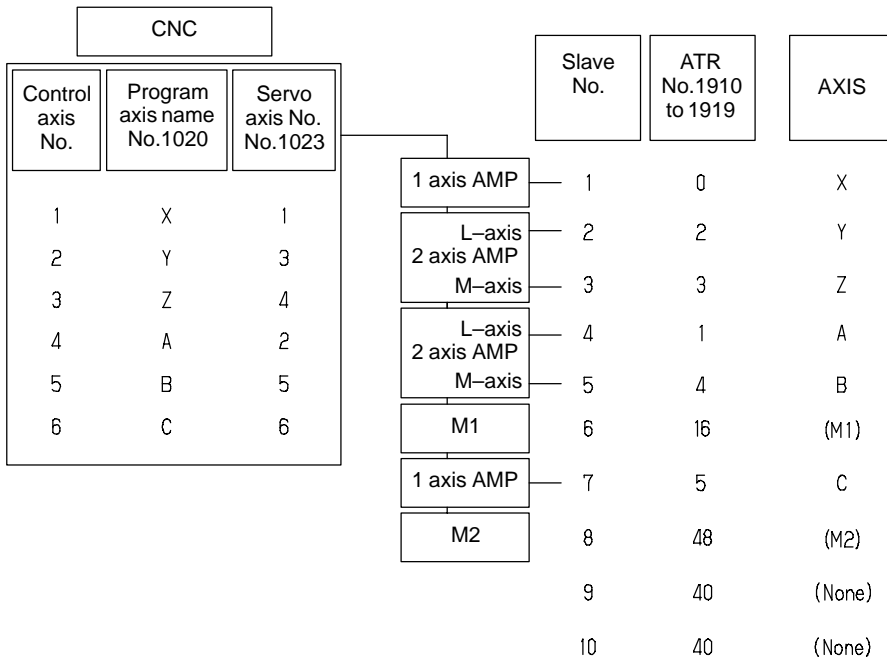 CNC
Control
axis
No.
Program
axis name
No.1020
Servo
axis No.
No.1023
1 X 1
2 Y 3
3 Z 4
4 A 2
5 B 5
6 C 6
1 axis AMP
L–axis
2 axis AMP
M–axis
L–axis
2 axis AMP
M–axis
M1
1 axis AMP
M2
Slave
No.
ATR
No.1910
to 1919
AXIS
1 0 X
2 2 Y
3 3 Z
4 1 A
5 4 B
6 16 (M1)
7 5 C
8 48 (M2)
9 40 (None)
10 40 (None)